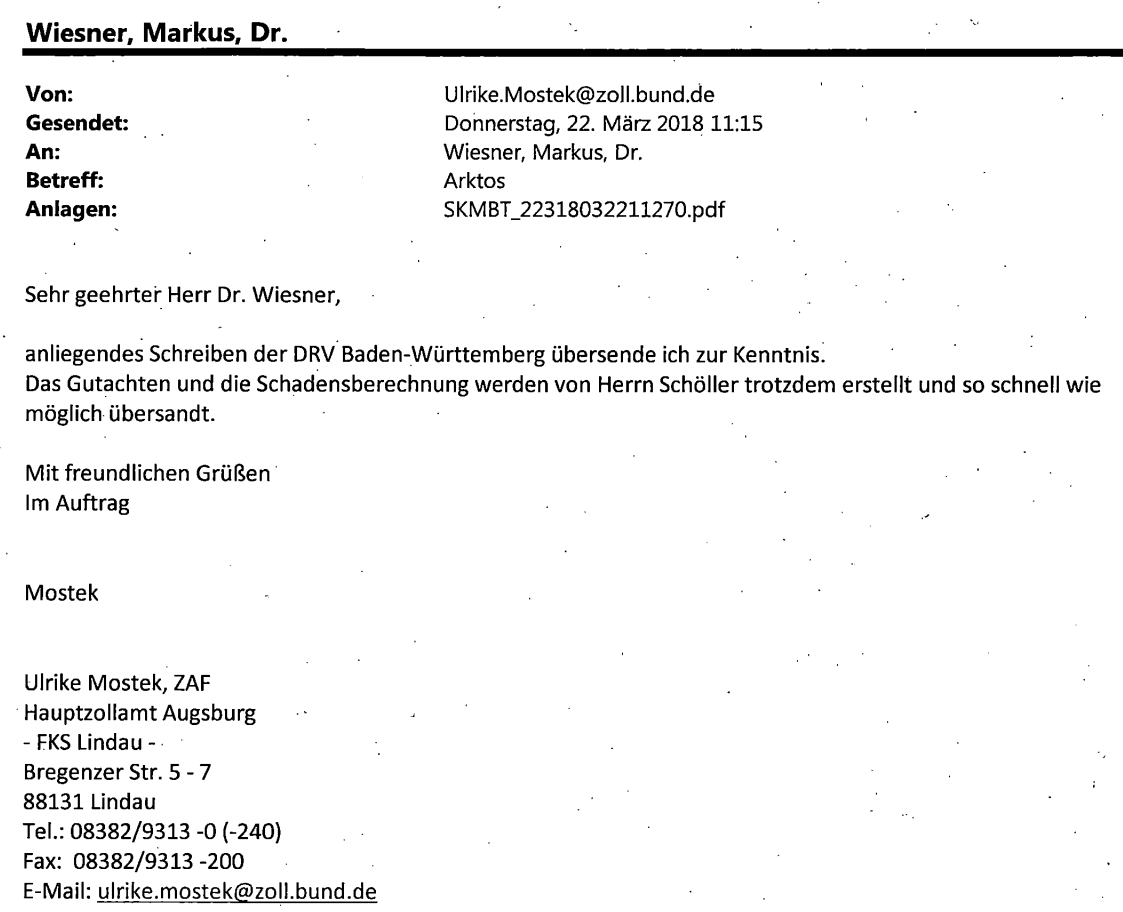 Wiesner, Markus, Dr.
Von: Ulrike.Mostek@zoll.bund.de
Gesendet: Donnerstag, 22. März 2018 11:15
An: Wiesner, Markus, Dr.
Betreff: Arktos
Anlagen: SKMBT_22318032211270.pdf
Sehr geehrter Herr Dr. Wiesner,
anliegendes Schreiben der DRV Baden-Württemberg übersende ich zur Kenntnis.
Das Gutachten und die Schadensberechnung werden von Herrn Schöller trotzdem erstellt und so schnell wie
möglich übersandt.
Mit freundlichen Grüßen
Im Auftrag
Mostek
Ulrike Mostek, ZAF
Hauptzollamt Augsburg
- FKS Lindau -
Bregenzer Str. 5 - 7
88131 Lindau
Tel.: 08382/9313 -0 (-240)
Fax: 08382/9313 -200
E-Mail: ulrike.mostek@zoll.bund.de